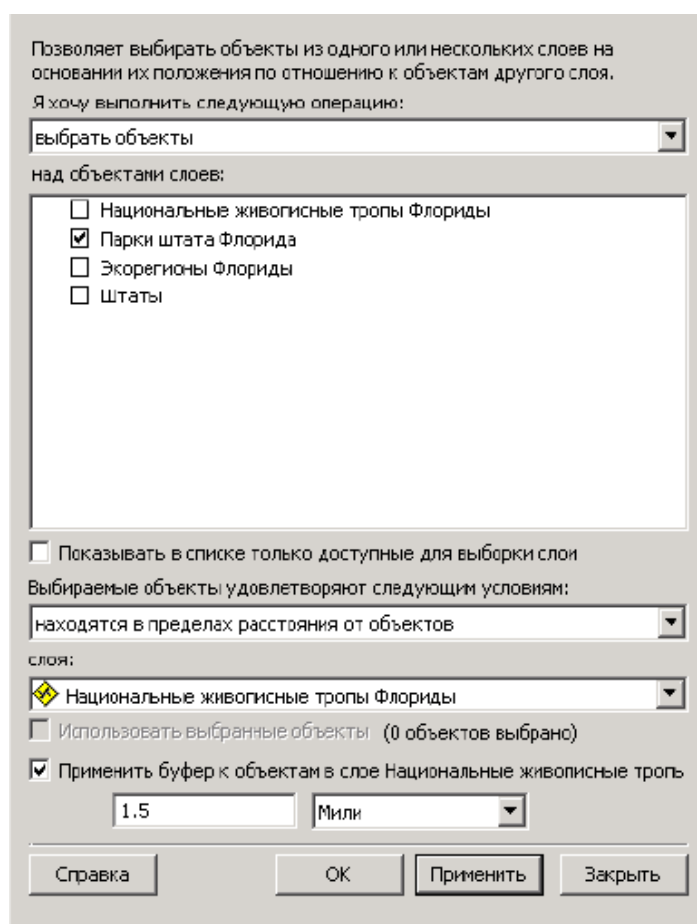 Позволяет выбирать объекты из одного или нескольких слоев на
основании их положения по отношению к объектам другого слоя.
Я хочу выполнить следующую операцию:
выбрать объекты
над объектами слоев:
Национальные живописные тропы Флориды
Парки штата Флорида
Экорегионы Флориды
Штаты
Показывать в списке только доступные для выборки слои
Выбираемые объекты удовлетворяют следующим условиям:
находятся в пределах расстояния от объектов
слоя:
Национальные живописные тропы Флориды
Использовать выбранные объекты (0 объектов выбрано)
Применить буфер к объектам в слое Национальные живописные тропь
1.5 Мили
Справка ОК Применить Закрыть